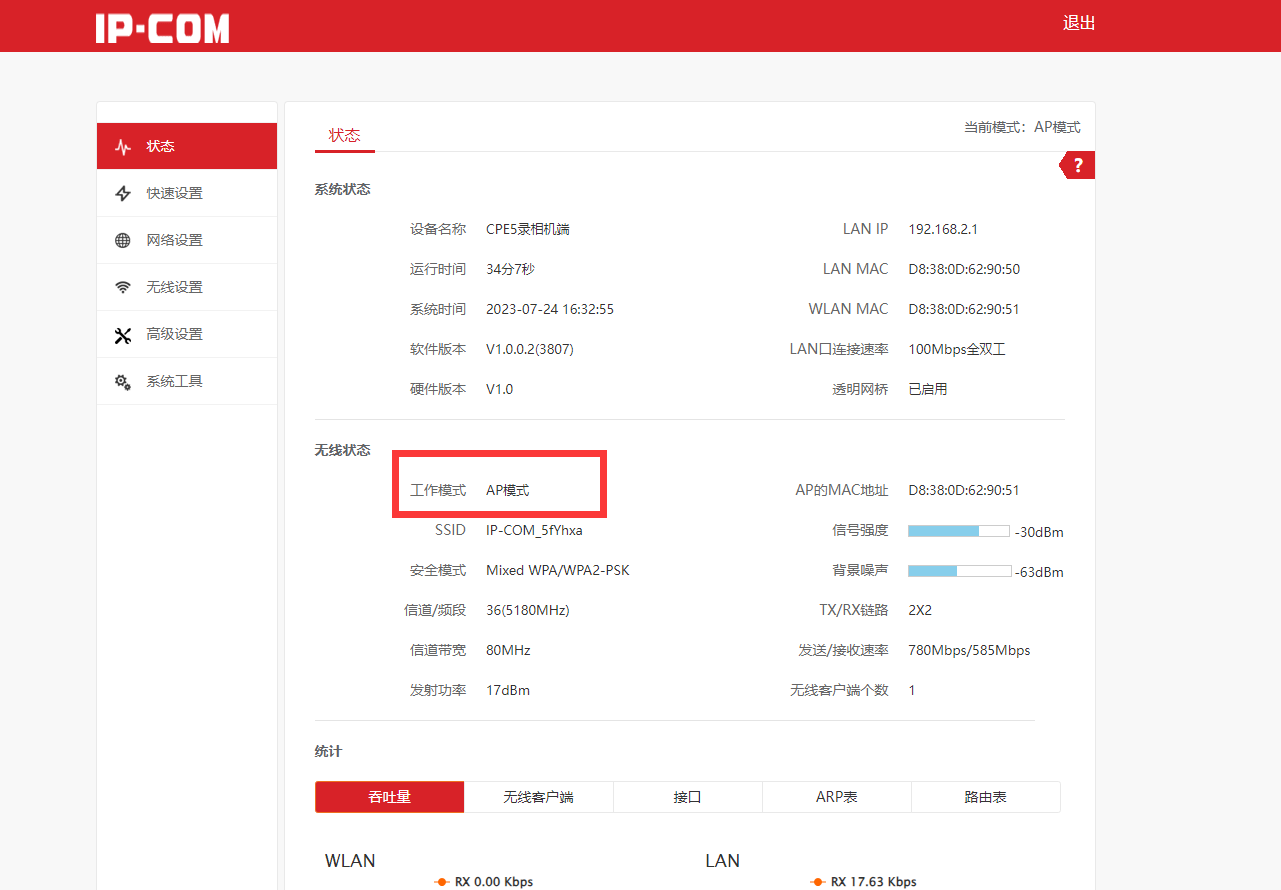 IP-COM
退出
状态
快速设置
网络设置
无线设置
高级设置
系统工具
状态
当前模式：AP模式
?
系统状态
设备名称 CPE5录相机端 LAN IP 192.168.2.1
运行时间 34分7秒 LAN MAC D8:38:0D:62:90:50
系统时间 2023-07-24 16:32:55 WLAN MAC D8:38:0D:62:90:51
软件版本 V1.0.0.2(3807) LAN口连接速率 100Mbps全双工
硬件版本 V1.0 透明网桥 已启用
无线状态
工作模式 AP模式 AP的MAC地址 D8:38:0D:62:90:51
SSID IP-COM_5fYhxa 信号强度 -30dBm
安全模式 Mixed WPA/WPA2-PSK 背景噪声 -63dBm
信道/频段 36(5180MHz) TX/RX链路 2X2
信道带宽 80MHz 发送/接收速率 780Mbps/585Mbps
发射功率 17dBm 无线客户端个数 1
统计
吞吐量 无线客户端 接口 ARP表 路由表
WLAN LAN
RX 0.00 Kbps RX 17.63 Kbps